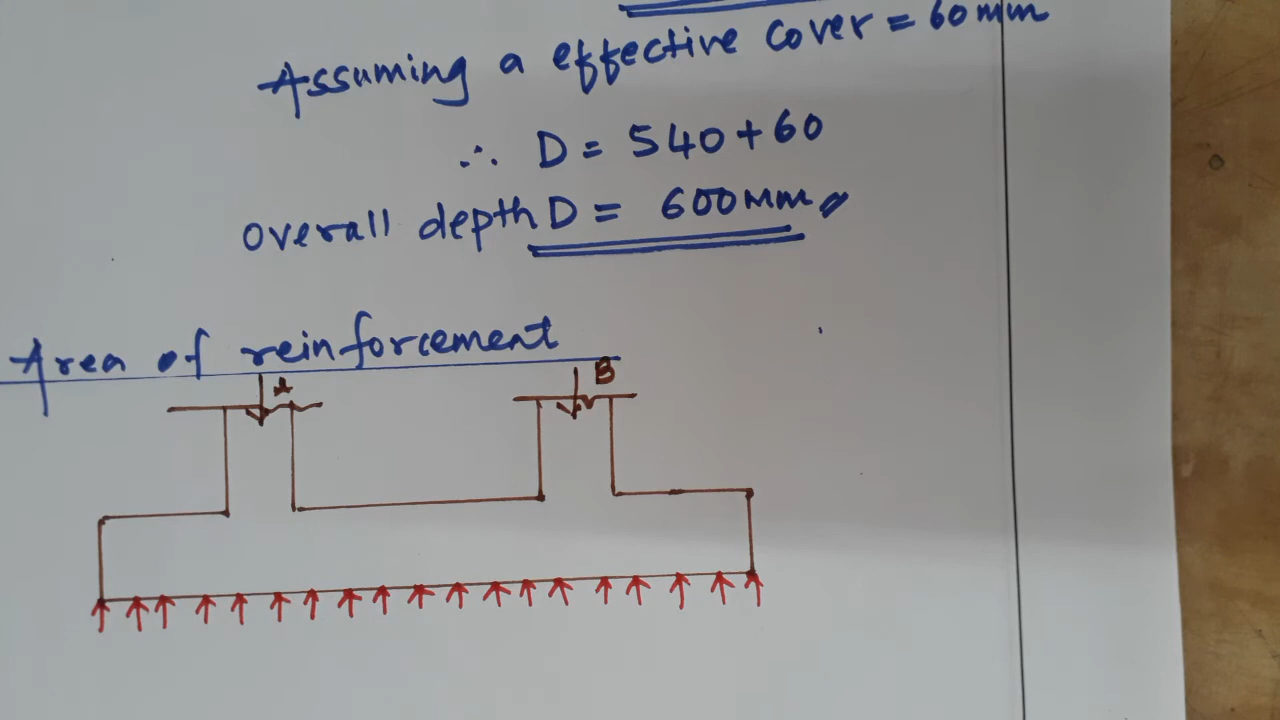 Assuming a effective cover = 60mm
∴ D = 540+60
overall depth D = 600mm
Area of reinforcement
A B